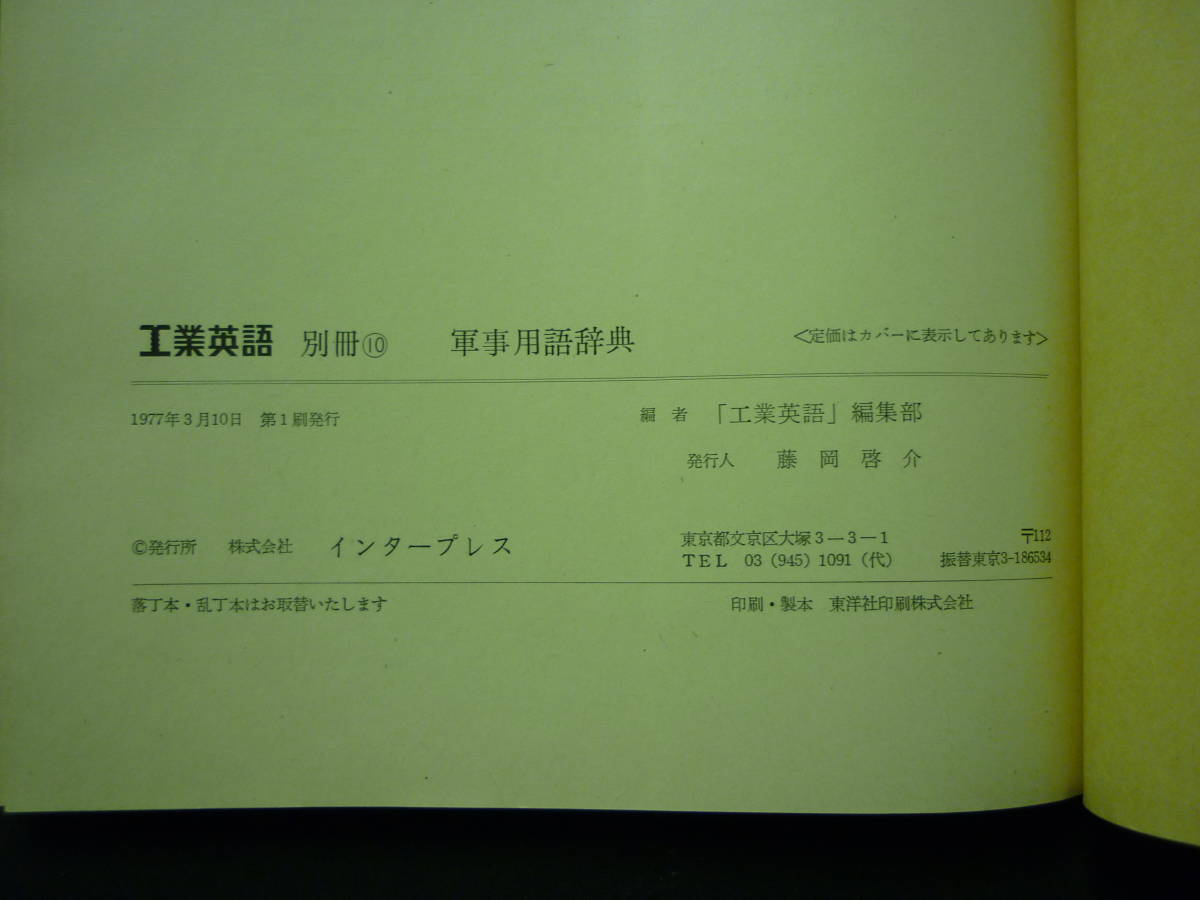 工業英語 別冊⑩ 軍事用語辞典 <定価はカバーに表示してあります>
1977年3月10日 第1刷発行 編者 「工業英語」編集部
発行人 藤岡啓介
©発行所 株式会社 インタープレス 東京都文京区大塚3―3―1 〒112
TEL 03 (945) 1091 (代) 振替東京3-186534
落丁本・乱丁本はお取替いたします 印刷・製本 東洋社印刷株式会社